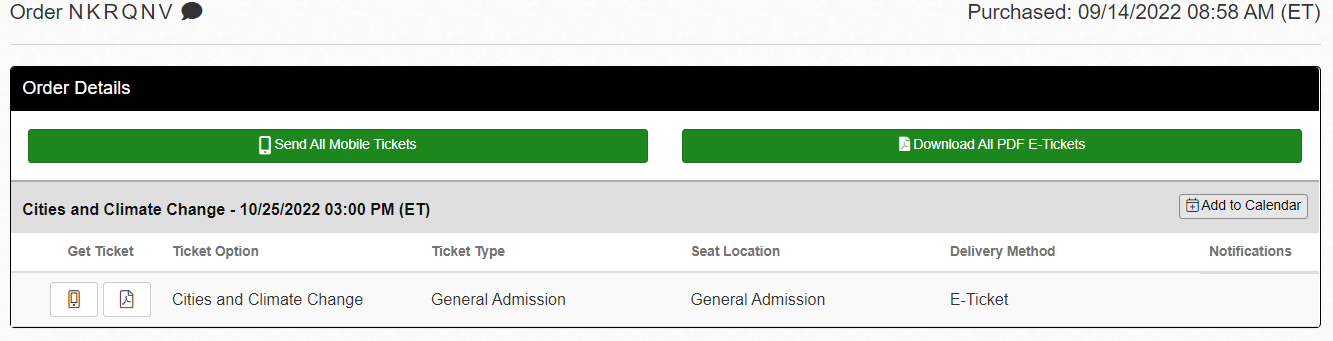 Order NKRQNV
Purchased: 09/14/2022 08:58 AM (ET)
Order Details
Send All Mobile Tickets
Download All PDF E-Tickets
Cities and Climate Change - 10/25/2022 03:00 PM (ET)
Add to Calendar
Get Ticket Ticket Option Ticket Type Seat Location Delivery Method Notifications
Cities and Climate Change General Admission General Admission E-Ticket